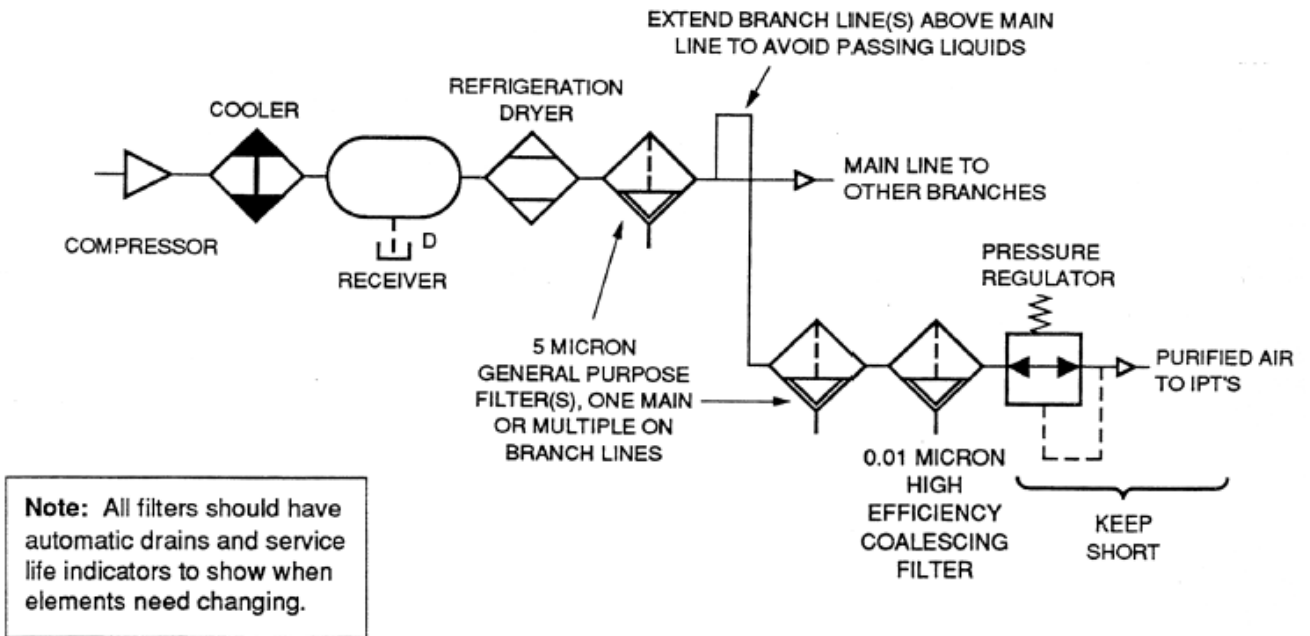 EXTEND BRANCH LINE(S) ABOVE MAIN
LINE TO AVOID PASSING LIQUIDS
REFRIGERATION
DRYER
COOLER
MAIN LINE TO
OTHER BRANCHES
COMPRESSOR
D
RECEIVER
PRESSURE
REGULATOR
5 MICRON
GENERAL PURPOSE
FILTER(S), ONE MAIN
OR MULTIPLE ON
BRANCH LINES
PURIFIED AIR
TO IPT'S
0.01 MICRON
HIGH
EFFICIENCY
COALESCING
FILTER
KEEP
SHORT
Note: All filters should have
automatic drains and service
life indicators to show when
elements need changing.